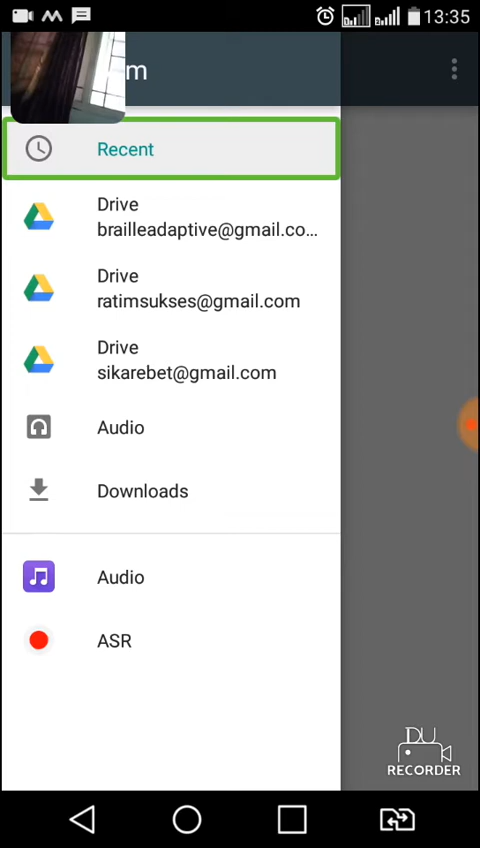 13:35
m
Recent
Drive
brailleadaptive@gmail.co...
Drive
ratimsukses@gmail.com
Drive
sikarebet@gmail.com
Audio
Downloads
Audio
ASR
DU
RECORDER